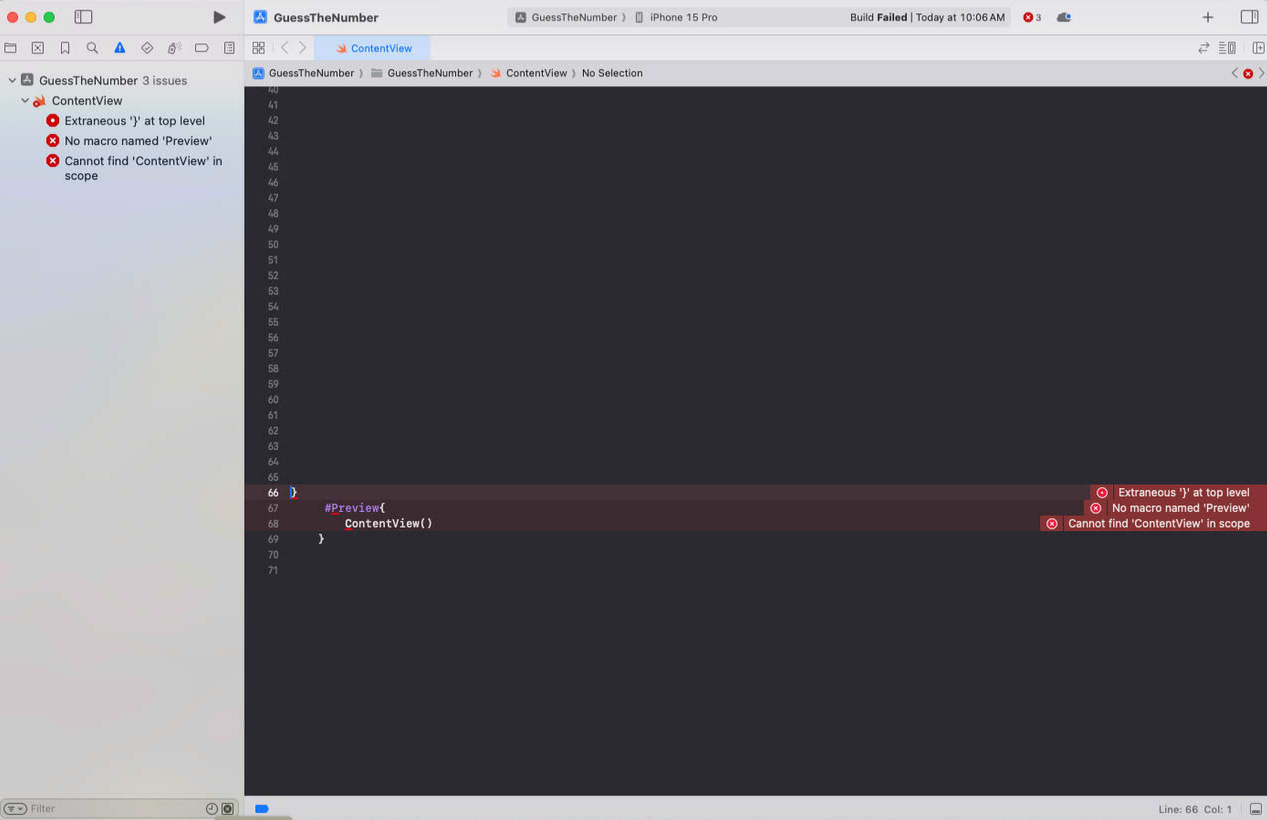 GuessTheNumber
GuessTheNumber 〉 iPhone 15 Pro
Build Failed | Today at 10:06 AM
3
ContentView
GuessTheNumber 3 issues
ContentView
Extraneous '}' at top level
No macro named 'Preview'
Cannot find 'ContentView' in
scope
GuessTheNumber 〉 GuessTheNumber 〉 ContentView 〉 No Selection
40
41
42
43
44
45
46
47
48
49
50
51
52
53
54
55
56
57
58
59
60
61
62
63
64
65
66 } Extraneous '}' at top level
67 #Preview{ No macro named 'Preview'
68 ContentView() Cannot find 'ContentView' in scope
69 }
70
71
Filter
Line: 66 Col: 1